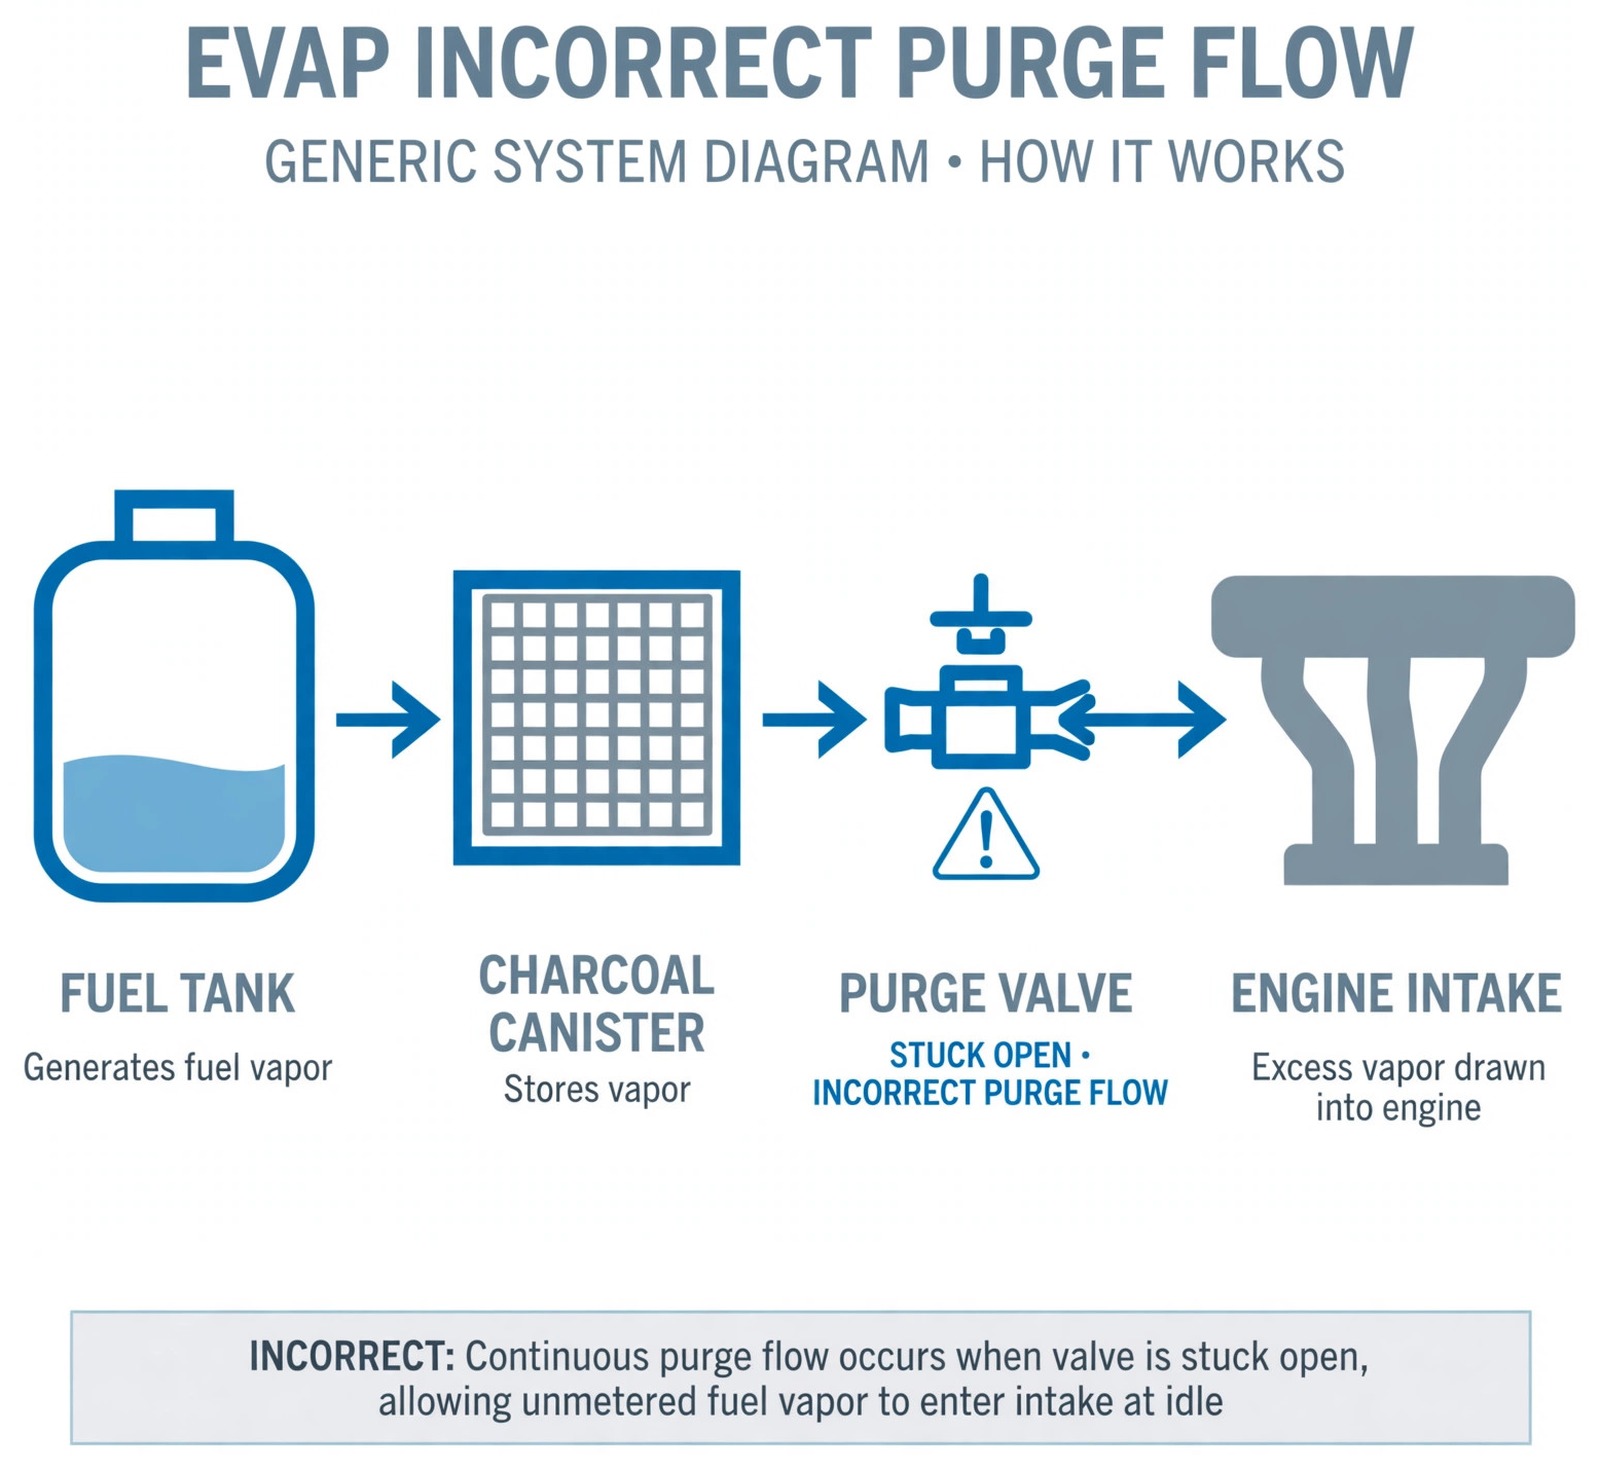 EVAP INCORRECT PURGE FLOW
GENERIC SYSTEM DIAGRAM • HOW IT WORKS
FUEL TANK
Generates fuel vapor
CHARCOAL
CANISTER
Stores vapor
PURGE VALVE
STUCK OPEN •
INCORRECT PURGE FLOW
ENGINE INTAKE
Excess vapor drawn
into engine
INCORRECT: Continuous purge flow occurs when valve is stuck open,
allowing unmetered fuel vapor to enter intake at idle